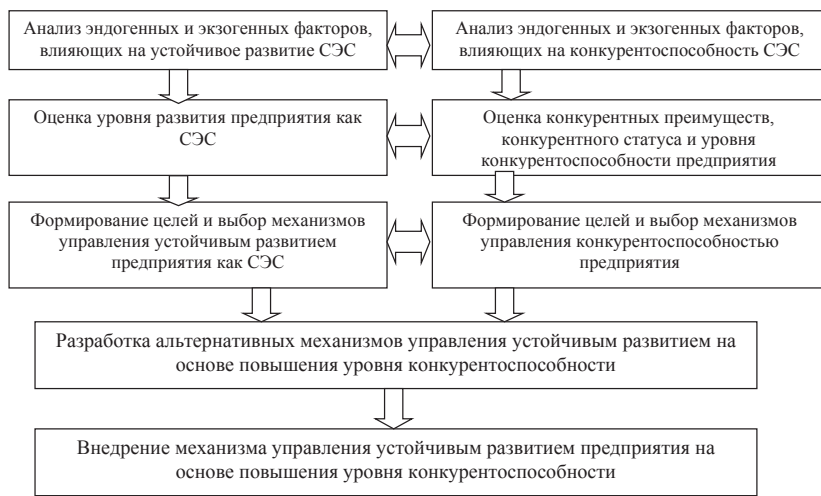 Анализ эндогенных и экзогенных факторов,
влияющих на устойчивое развитие СЭС
Анализ эндогенных и экзогенных факторов,
влияющих на конкурентоспособность СЭС
Оценка уровня развития предприятия как
СЭС
Оценка конкурентных преимуществ,
конкурентного статуса и уровня
конкурентоспособности предприятия
Формирование целей и выбор механизмов
управления устойчивым развитием
предприятия как СЭС
Формирование целей и выбор механизмов
управления конкурентоспособностью
предприятия
Разработка альтернативных механизмов управления устойчивым развитием на
основе повышения уровня конкурентоспособности
Внедрение механизма управления устойчивым развитием предприятия на
основе повышения уровня конкурентоспособности